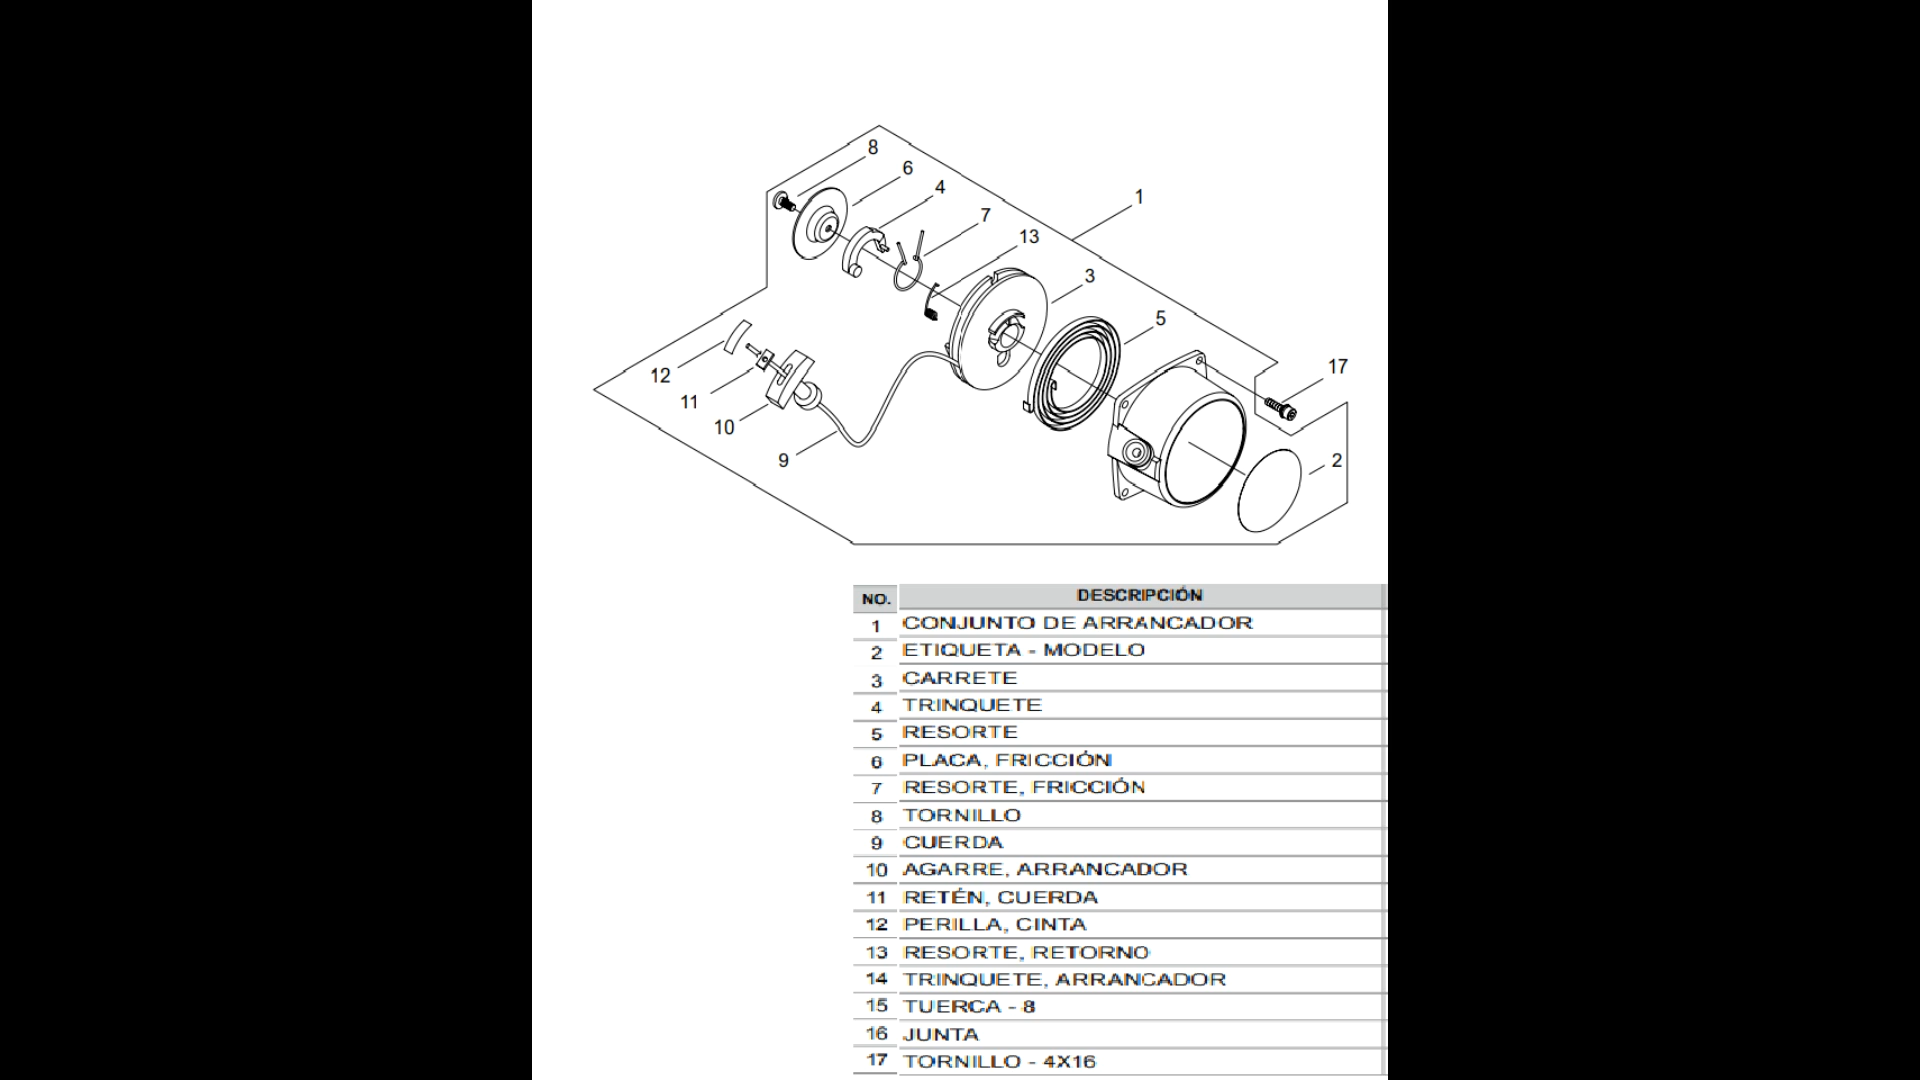 8
6
4
7
1
13
3
5
17
12
11
10
9
2
NO. DESCRIPCIÓN
1 CONJUNTO DE ARRANCADOR
2 ETIQUETA - MODELO
3 CARRETE
4 TRINQUETE
5 RESORTE
6 PLACA, FRICCIÓN
7 RESORTE, FRICCIÓN
8 TORNILLO
9 CUERDA
10 AGARRE, ARRANCADOR
11 RETÉN, CUERDA
12 PERILLA, CINTA
13 RESORTE, RETORNO
14 TRINQUETE, ARRANCADOR
15 TUERCA - 8
16 JUNTA
17 TORNILLO - 4X16